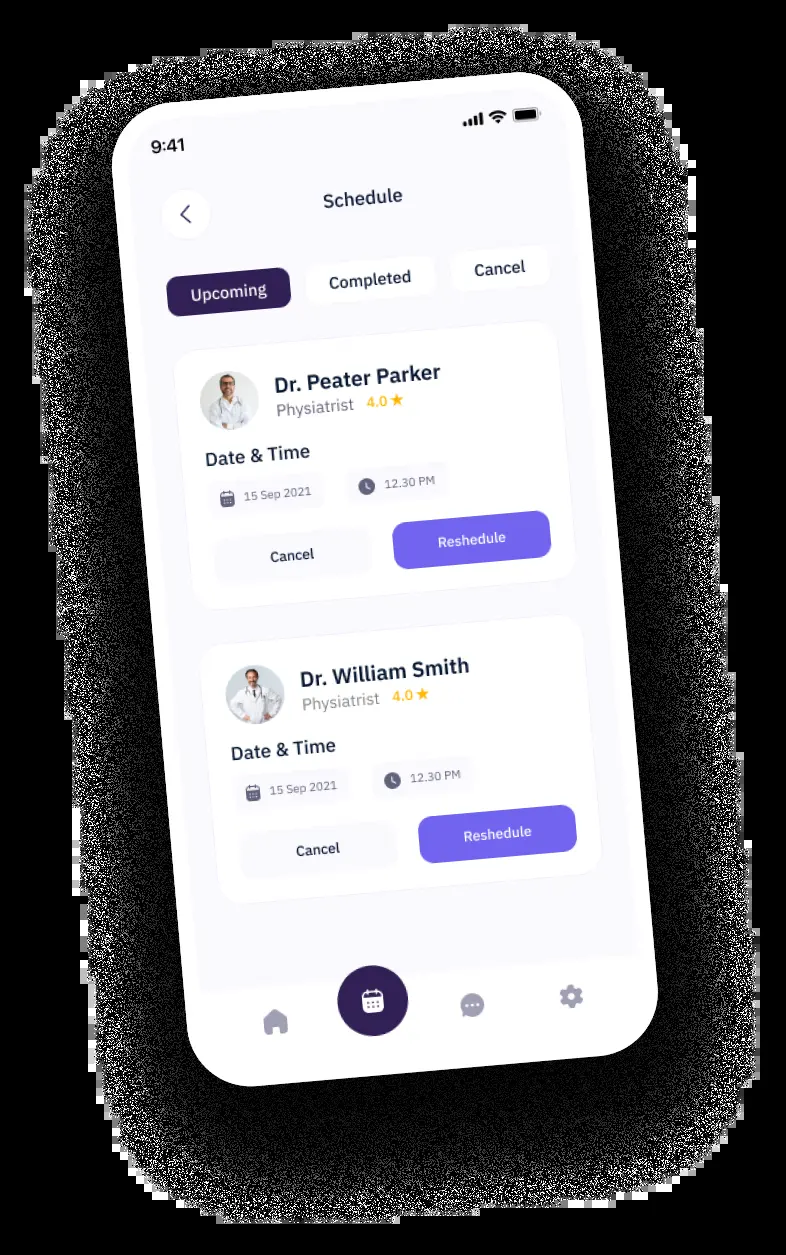 9:41
Schedule
Upcoming Completed Cancel
Dr. Peater Parker
Physiatrist 4.0
Date & Time
15 Sep 2021 12.30 PM
Cancel Reshedule
Dr. William Smith
Physiatrist 4.0
Date & Time
15 Sep 2021 12.30 PM
Cancel Reshedule